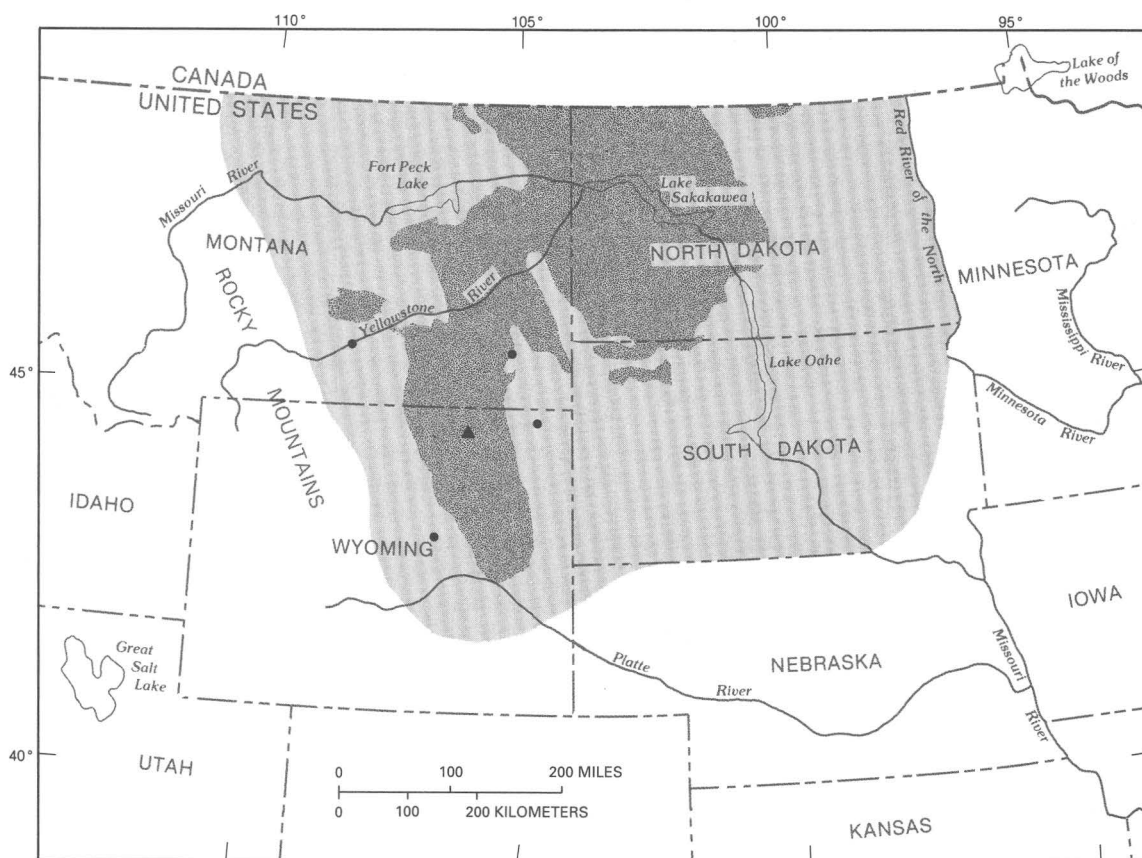 110°
105°
100°
95°
CANADA
UNITED STATES
Lake of
the Woods
Missouri River
Fort Peck
Lake
Lake
Sakakawea
Red River of the North
MONTANA
NORTH DAKOTA
MINNESOTA
ROCKY
MOUNTAINS
Yellowstone River
Mississippi River
45°
Lake Oahe
Minnesota River
SOUTH DAKOTA
IDAHO
WYOMING
IOWA
Great
Salt
Lake
Platte River
NEBRASKA
Missouri River
40°
UTAH
0 100 200 MILES
0 100 200 KILOMETERS
KANSAS